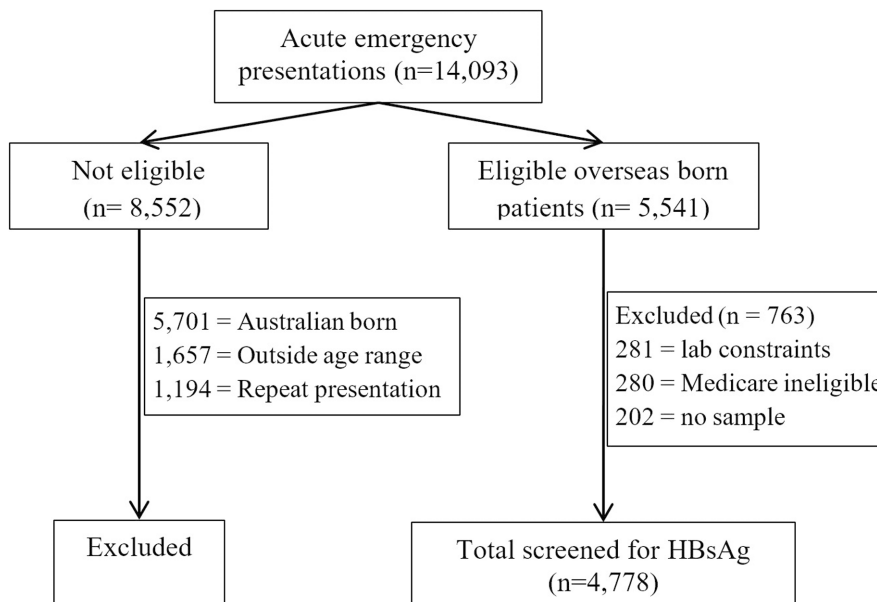 Acute emergency
presentations (n=14,093)
Not eligible
(n= 8,552)
Eligible overseas born
patients (n= 5,541)
5,701 = Australian born
1,657 = Outside age range
1,194 = Repeat presentation
Excluded (n = 763)
281 = lab constraints
280 = Medicare ineligible
202 = no sample
Excluded
Total screened for HBsAg
(n=4,778)